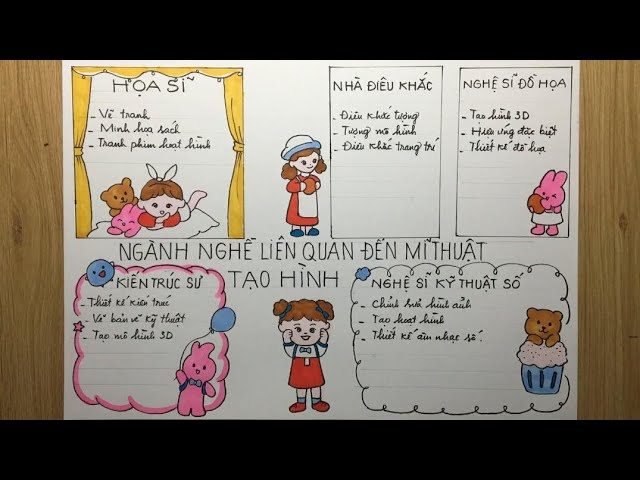 HỌA SĨ
- Vẽ tranh
- Minh họa sách
- Tranh phim hoạt hình
NHÀ ĐIÊU KHẮC
- Điêu khắc tượng
- Tượng mô hình
- Điêu khắc trang trí
NGHỆ SĨ ĐỒ HỌA
- Tạo hình 3D
- Hiệu ứng đặc biệt
- Thiết kế đồ họa
NGÀNH NGHỀ LIÊN QUAN ĐẾN MĨ THUẬT
TẠO HÌNH
KIẾN TRÚC SƯ
- Thiết kế kiến trúc
- Vẽ bản vẽ kỹ thuật
- Tạo mô hình 3D
NGHỆ SĨ KỸ THUẬT SỐ
- Chỉnh sửa hình ảnh
- Tạo hoạt hình
- Thiết kế âm nhạc số.